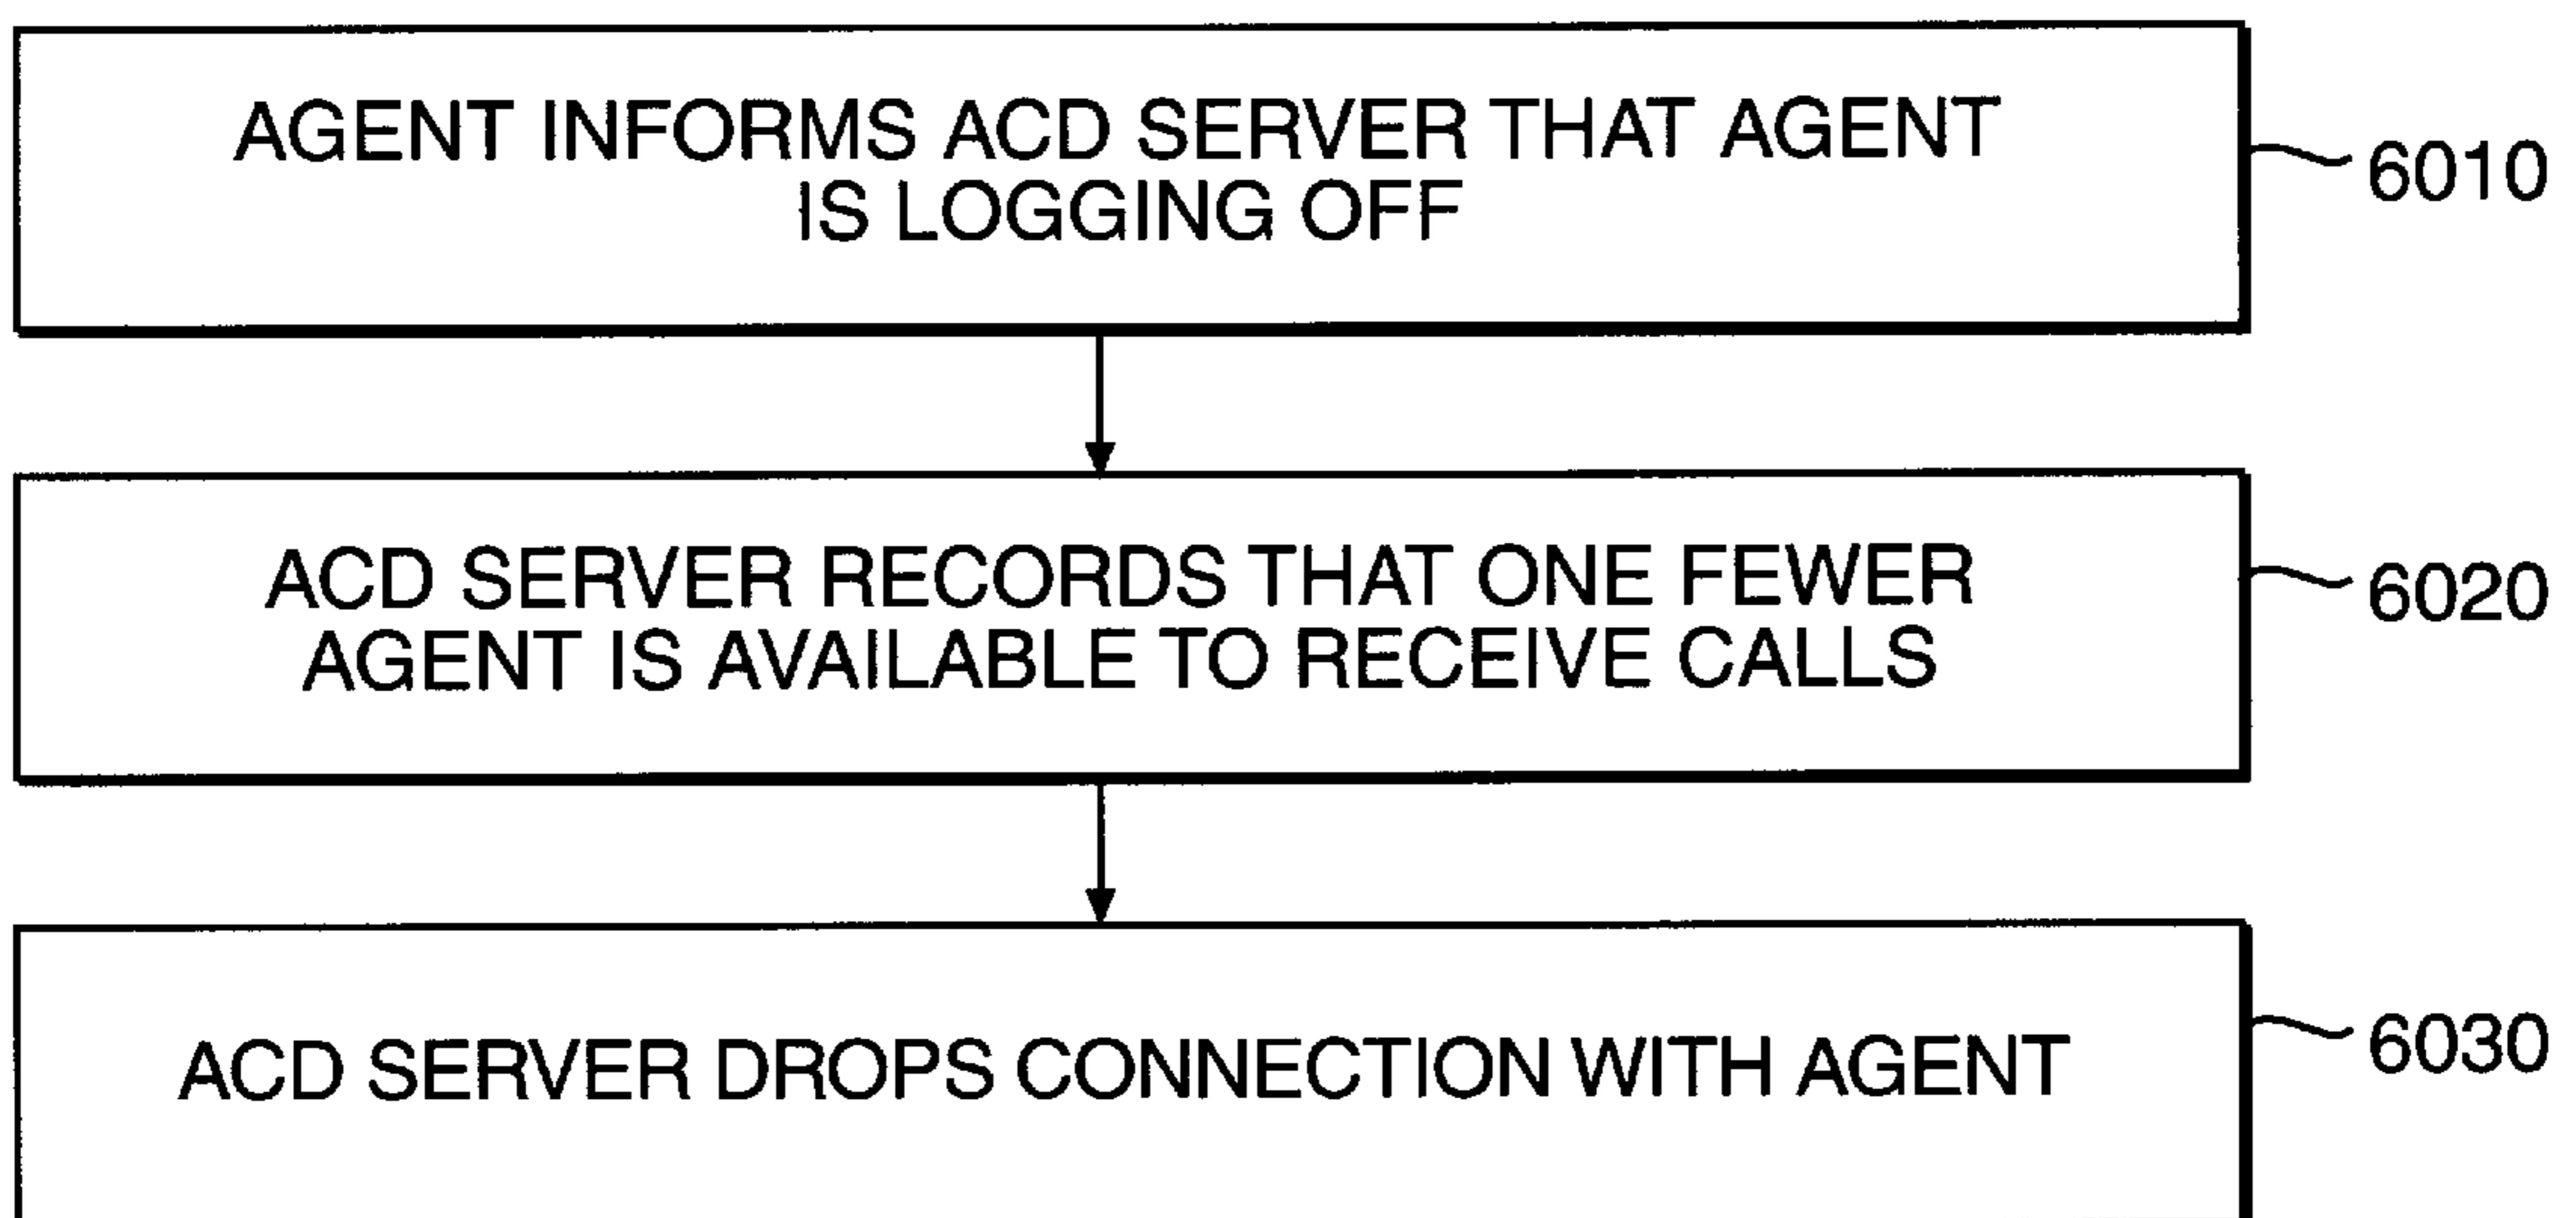 AGENT INFORMS ACD SERVER THAT AGENT
IS LOGGING OFF
6010
ACD SERVER RECORDS THAT ONE FEWER
AGENT IS AVAILABLE TO RECEIVE CALLS
6020
ACD SERVER DROPS CONNECTION WITH AGENT
6030